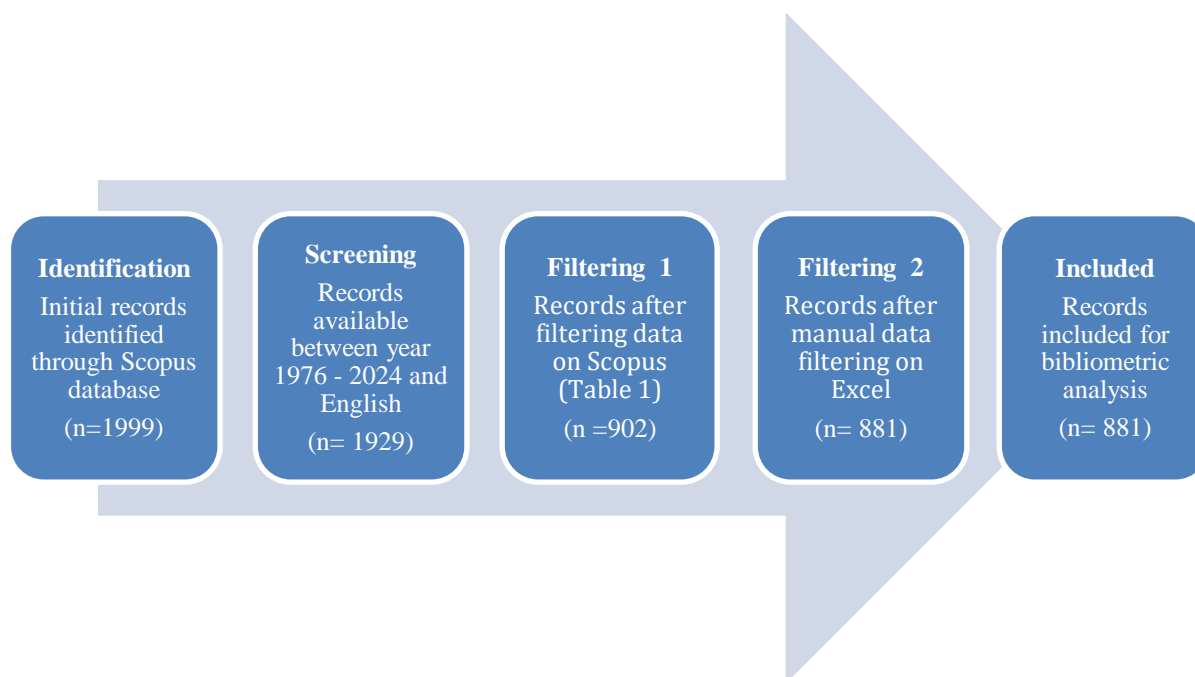 Identification
Initial records
identified
through Scopus
database
(n=1999)
Screening
Records
available
between year
1976 - 2024 and
English
(n= 1929)
Filtering 1
Records after
filtering data
on Scopus
(Table 1)
(n =902)
Filtering 2
Records after
manual data
filtering on
Excel
(n= 881)
Included
Records
included for
bibliometric
analysis
(n= 881)